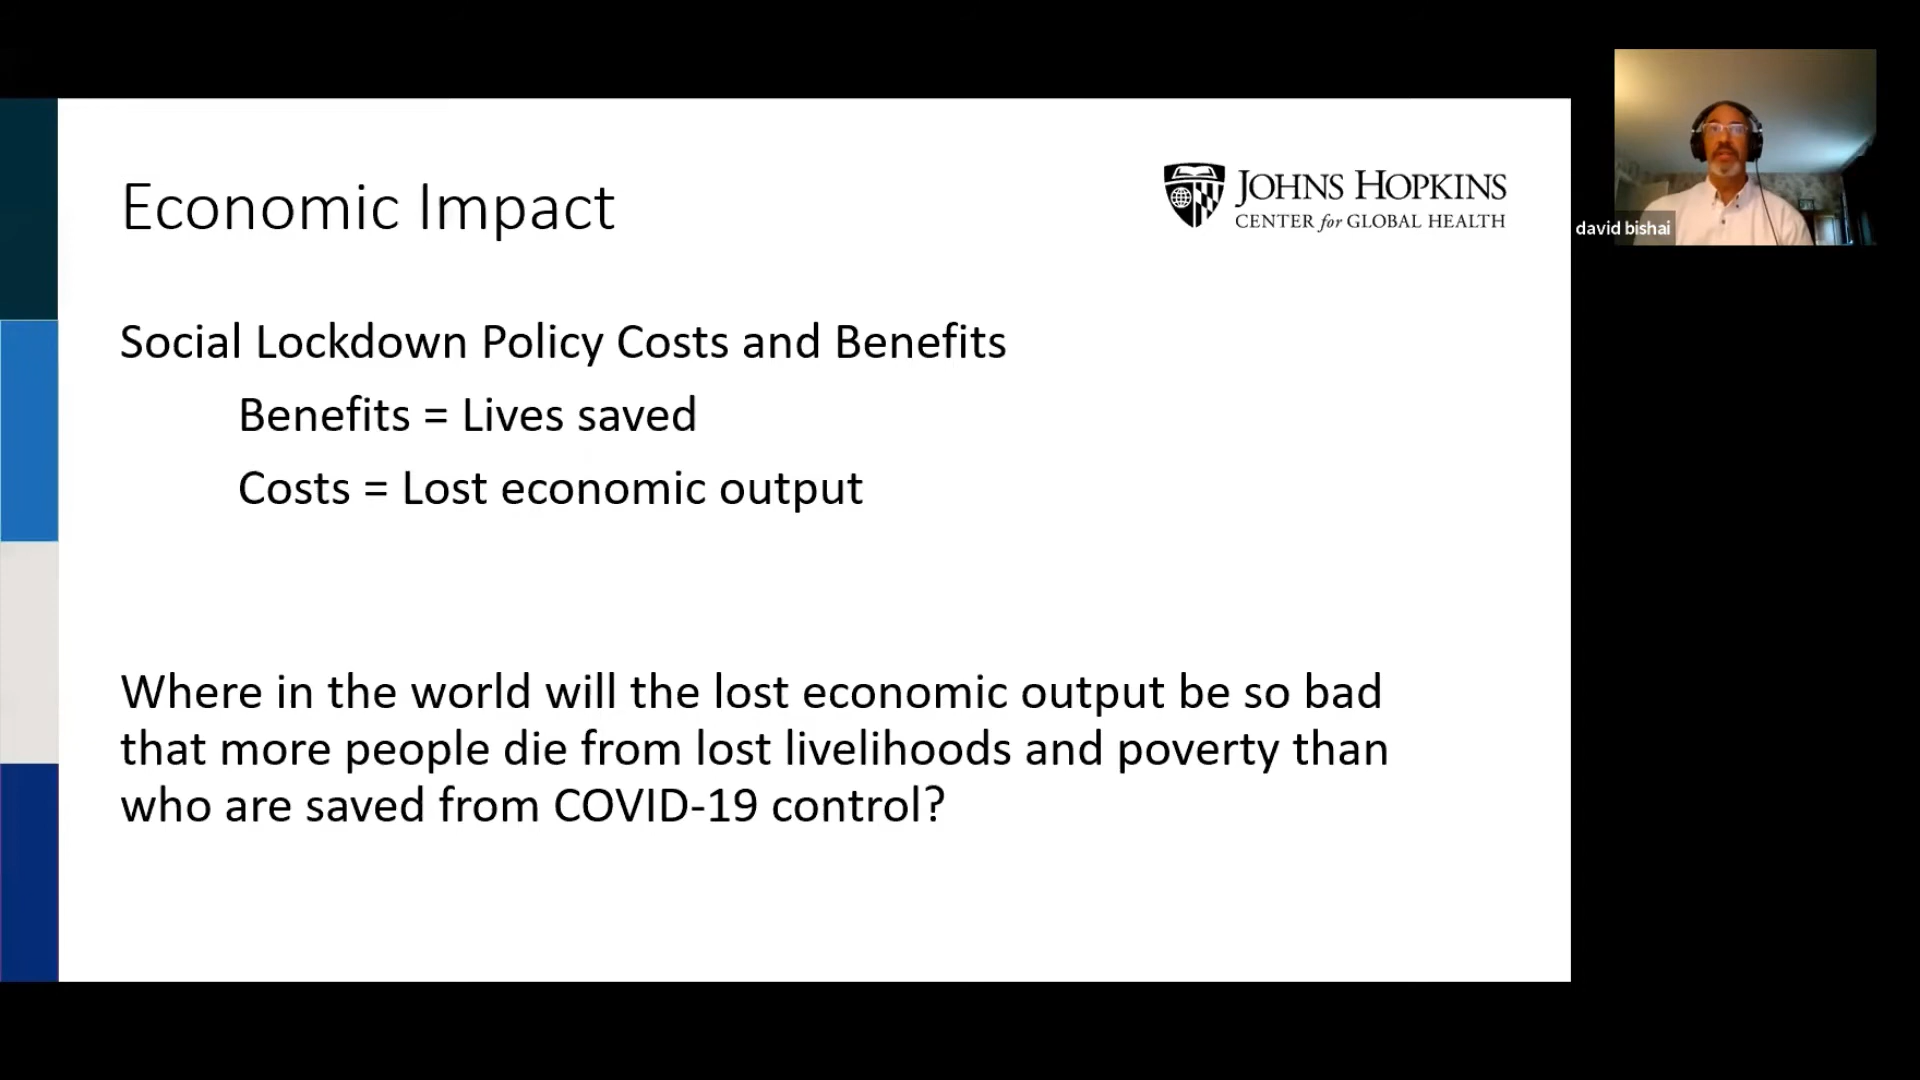 Economic Impact
JOHNS HOPKINS
CENTER for GLOBAL HEALTH
david bishai
Social Lockdown Policy Costs and Benefits
Benefits = Lives saved
Costs = Lost economic output
Where in the world will the lost economic output be so bad
that more people die from lost livelihoods and poverty than
who are saved from COVID-19 control?